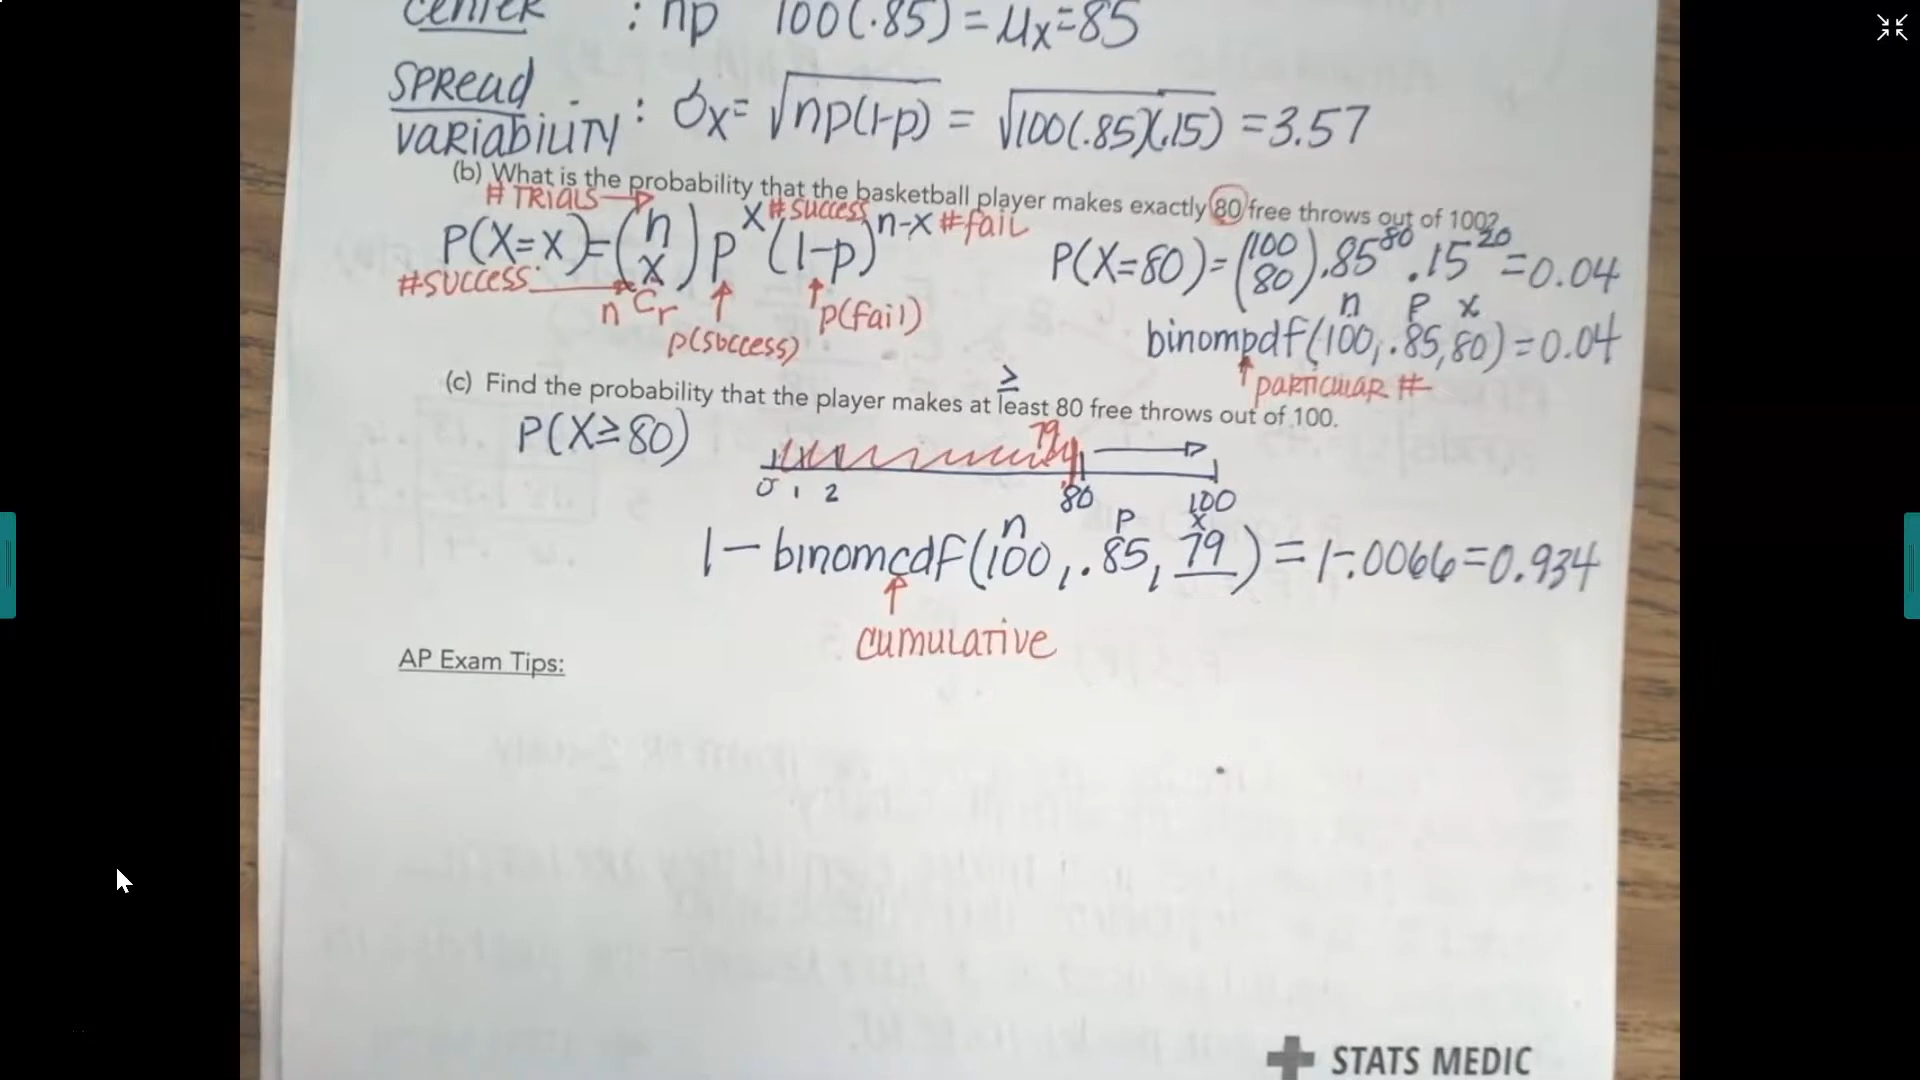 CENTER : np 100(.85) = μx = 85
SPREAD
VARIABILITY : σx = √np(1-p) = √100(.85)(.15) = 3.57
(b) What is the probability that the basketball player makes exactly 80 free throws out of 100?
# TRIALS
P(X=x) = (n x) p^x (1-p)^n-x
# success
# fail
#success
nCr
p(success)
p(fail)
P(X=80) = (100 80) .85^80 .15^20 = 0.04
n p x
binompdf(100, .85, 80) = 0.04
particular #
≥
(c) Find the probability that the player makes at least 80 free throws out of 100.
P(X≥80)
79
0 1 2 80 100
n p x
1 - binomcdf(100, .85, 79) = 1-.0066 = 0.934
cumulative
AP Exam Tips:
STATS MEDIC